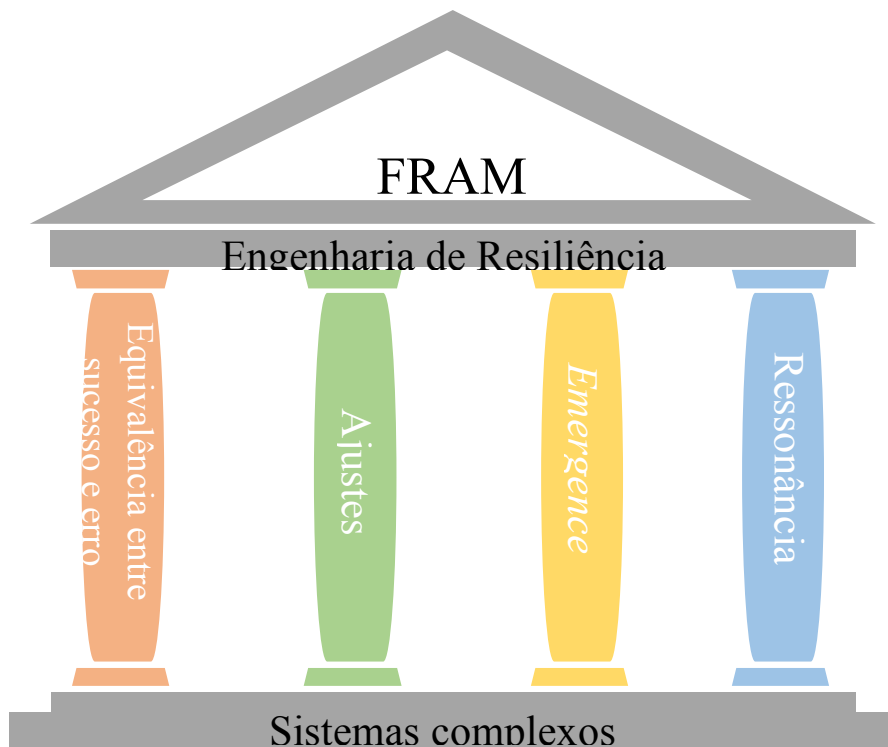 FRAM
Engenharia de Resiliência
Equivalência entre
sucesso e erro
Ajustes
Emergence
Ressonância
Sistemas complexos